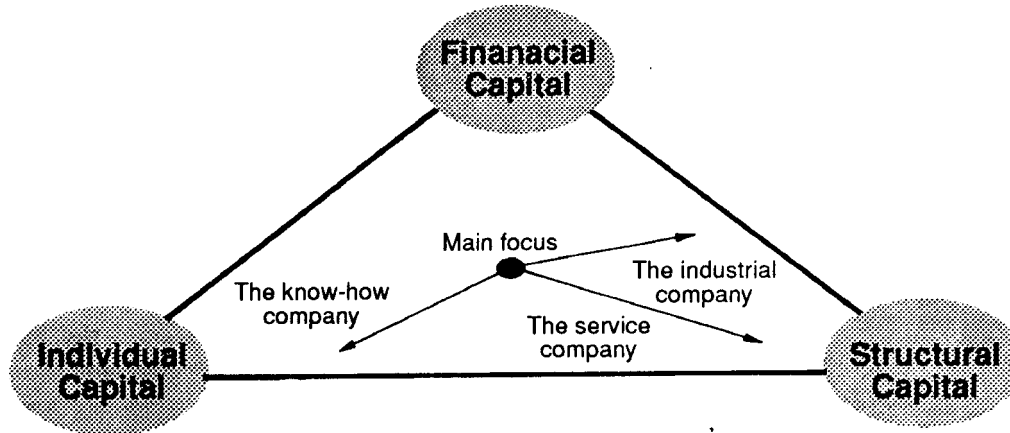 Finanacial
Capital
Main focus
The industrial
company
The know-how
company
The service
company
Individual
Capital
Structural
Capital